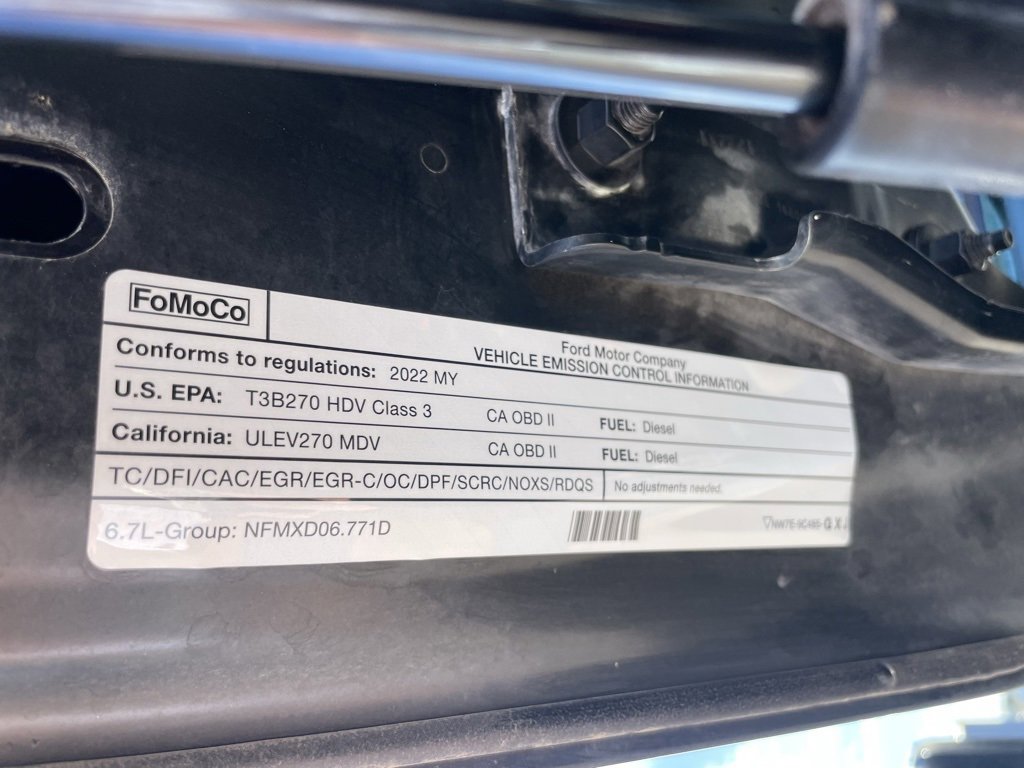 FoMoCo
Ford Motor Company
VEHICLE EMISSION CONTROL INFORMATION
Conforms to regulations: 2022 MY
U.S. EPA: T3B270 HDV Class 3 CA OBD II FUEL: Diesel
California: ULEV270 MDV CA OBD II FUEL: Diesel
TC/DFI/CAC/EGR/EGR-C/OC/DPF/SCRC/NOXS/RDQS No adjustments needed.
6.7L-Group: NFMXD06.771D